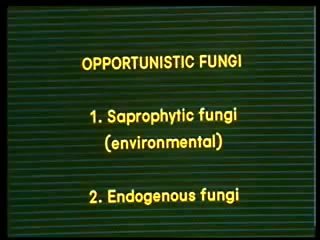 OPPORTUNISTIC FUNGI
1. Saprophytic fungi
(environmental)
2. Endogenous fungi